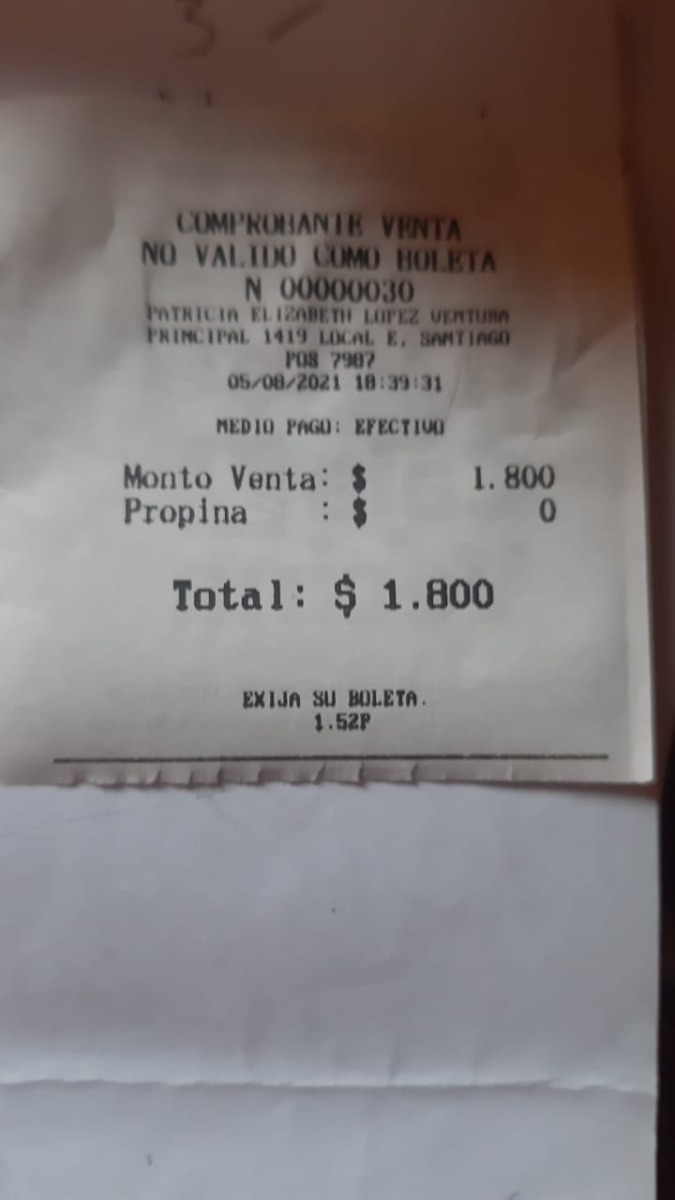 COMPROBANTE VENTA
NO VALIDO COMO BOLETA
N 00000030
PATRICIA ELIZABETH LOPEZ VENTURA
PRINCIPAL 1419 LOCAL E, SANTIAGO
POS 7987
05/08/2021 18:39:31
MEDIO PAGO: EFECTIVO
Monto Venta: $ 1.800
Propina : $ 0
Total: $ 1.800
EXIJA SU BOLETA.
1.52P